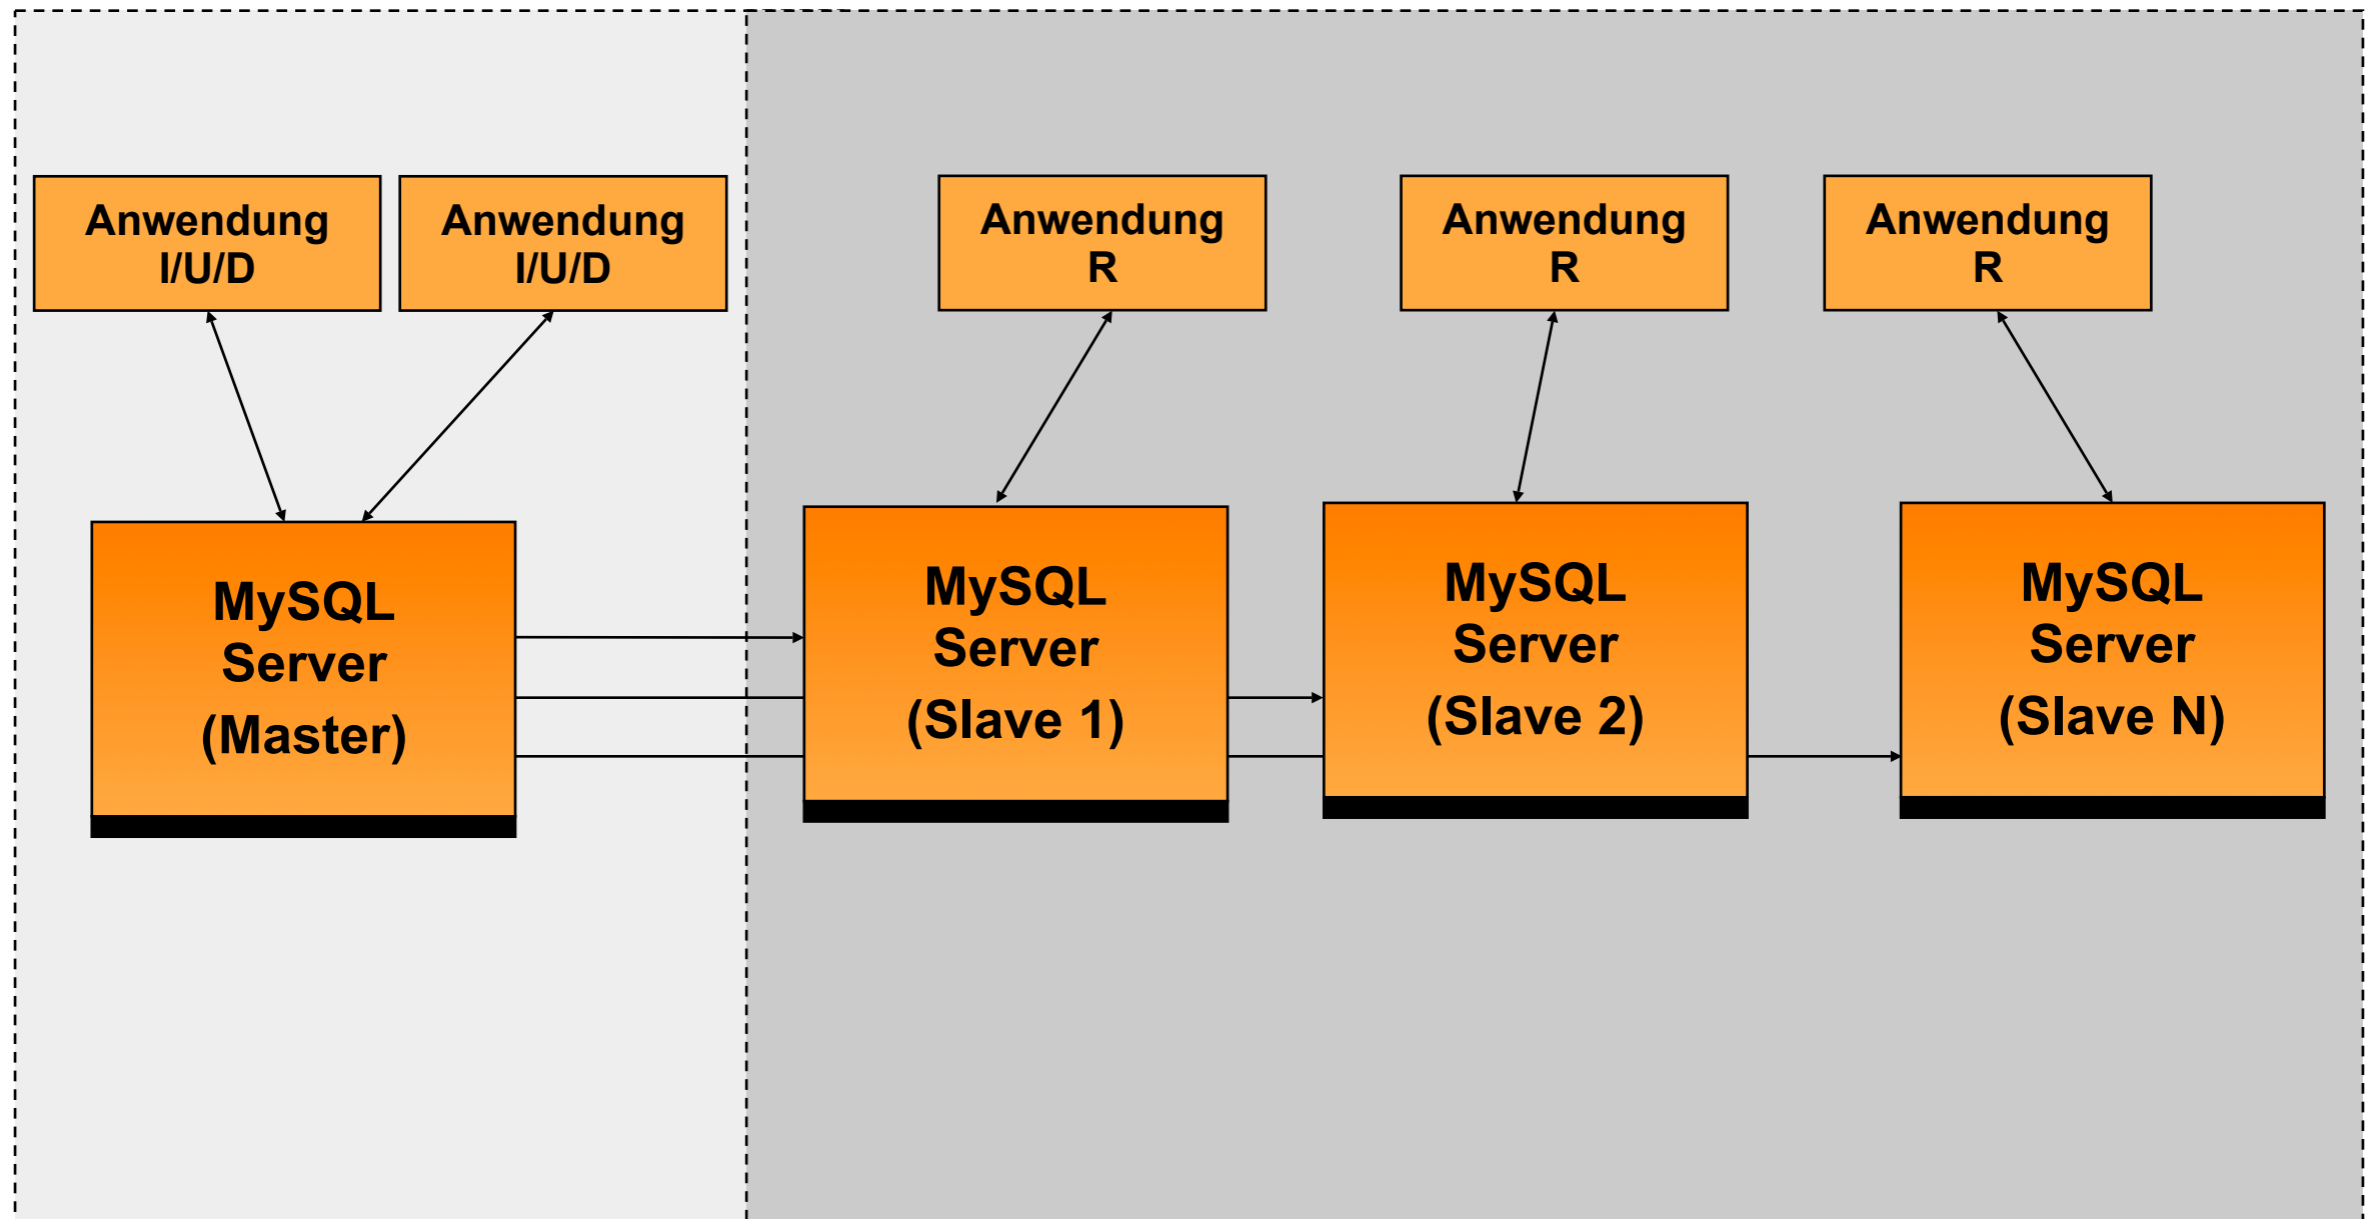 Anwendung
I/U/D
Anwendung
I/U/D
Anwendung
R
Anwendung
R
Anwendung
R
MySQL
Server
(Master)
MySQL
Server
(Slave 1)
MySQL
Server
(Slave 2)
MySQL
Server
(Slave N)